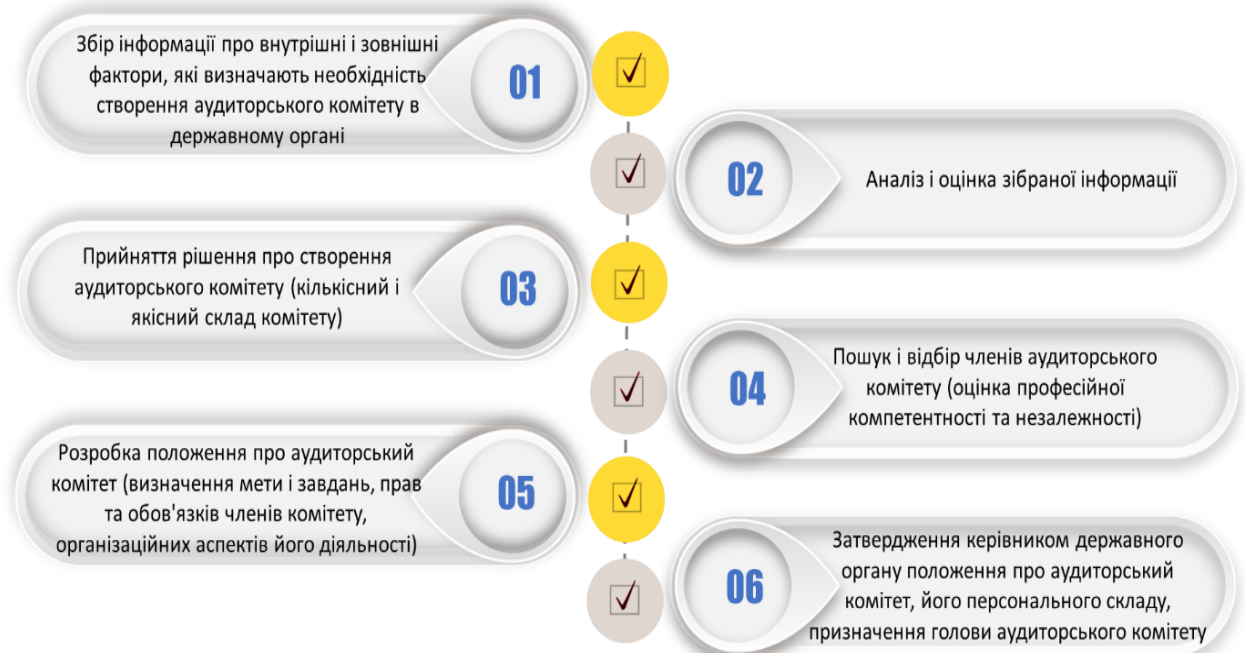 Збір інформації про внутрішні і зовнішні
фактори, які визначають необхідність
створення аудиторського комітету в
державному органі
01
02
Аналіз і оцінка зібраної інформації
Прийняття рішення про створення
аудиторського комітету (кількісний і
якісний склад комітету)
03
04
Пошук і відбір членів аудиторського
комітету (оцінка професійної
компетентності та незалежності)
Розробка положення про аудиторський
комітет (визначення мети і завдань, прав
та обов'язків членів комітету,
організаційних аспектів його діяльності)
05
06
Затвердження керівником державного
органу положення про аудиторський
комітет, його персонального складу,
призначення голови аудиторського комітету